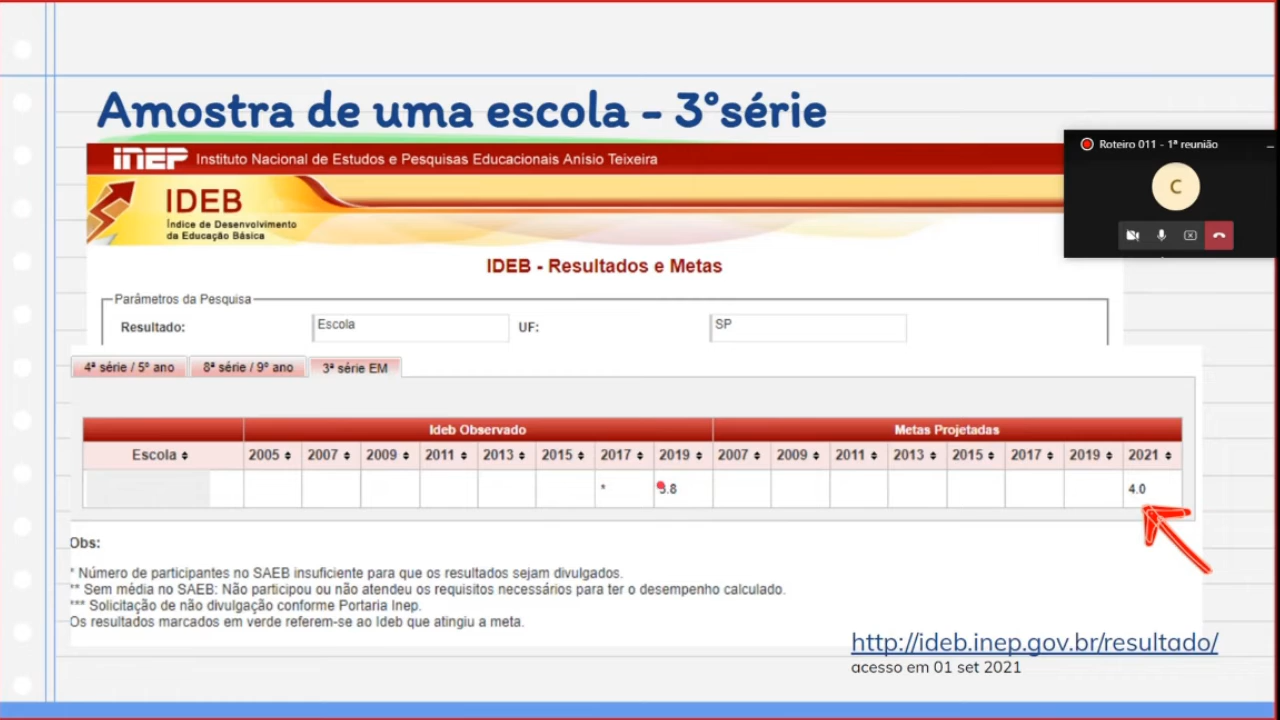 Amostra de uma escola - 3°série
inep Instituto Nacional de Estudos e Pesquisas Educacionais Anísio Teixeira
Roteiro 011 - 1ª reunião
C
IDEB
Índice de Desenvolvimento
da Educação Básica
IDEB - Resultados e Metas
Parâmetros da Pesquisa
Resultado: Escola UF: SP
4ª série / 5º ano 8ª série / 9º ano 3ª série EM
Ideb Observado Metas Projetadas
Escola 2005 2007 2009 2011 2013 2015 2017 2019 2007 2009 2011 2013 2015 2017 2019 2021
* .8 4.0
Obs:
* Número de participantes no SAEB insuficiente para que os resultados sejam divulgados.
** Sem média no SAEB: Não participou ou não atendeu os requisitos necessários para ter o desempenho calculado.
*** Solicitação de não divulgação conforme Portaria Inep.
Os resultados marcados em verde referem-se ao Ideb que atingiu a meta.
http://ideb.inep.gov.br/resultado/
acesso em 01 set 2021